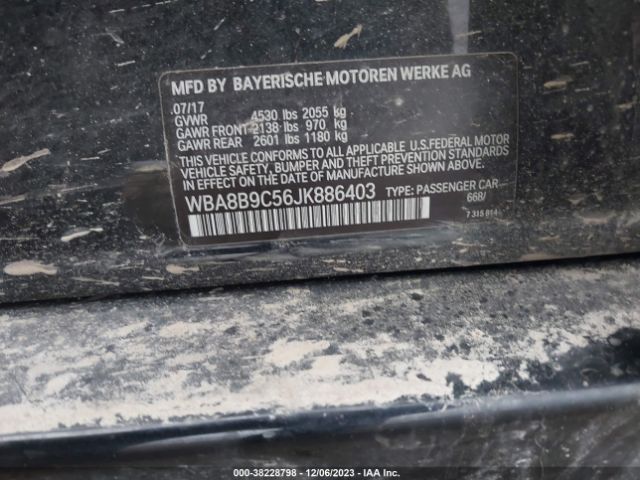 MFD BY BAYERISCHE MOTOREN WERKE AG
07/17
GVWR 4530 lbs 2055 kg
GAWR FRONT 2138 lbs 970 kg
GAWR REAR 2601 lbs 1180 kg
THIS VEHICLE CONFORMS TO ALL APPLICABLE U.S.FEDERAL MOTOR
VEHICLE SAFETY, BUMPER AND THEFT PREVENTION STANDARDS
IN EFFECT ON THE DATE OF MANUFACTURE SHOWN ABOVE.
WBA8B9C56JK886403 TYPE: PASSENGER CAR
668/
7 315 814
000-38228798 - 12/06/2023 - IAA Inc.